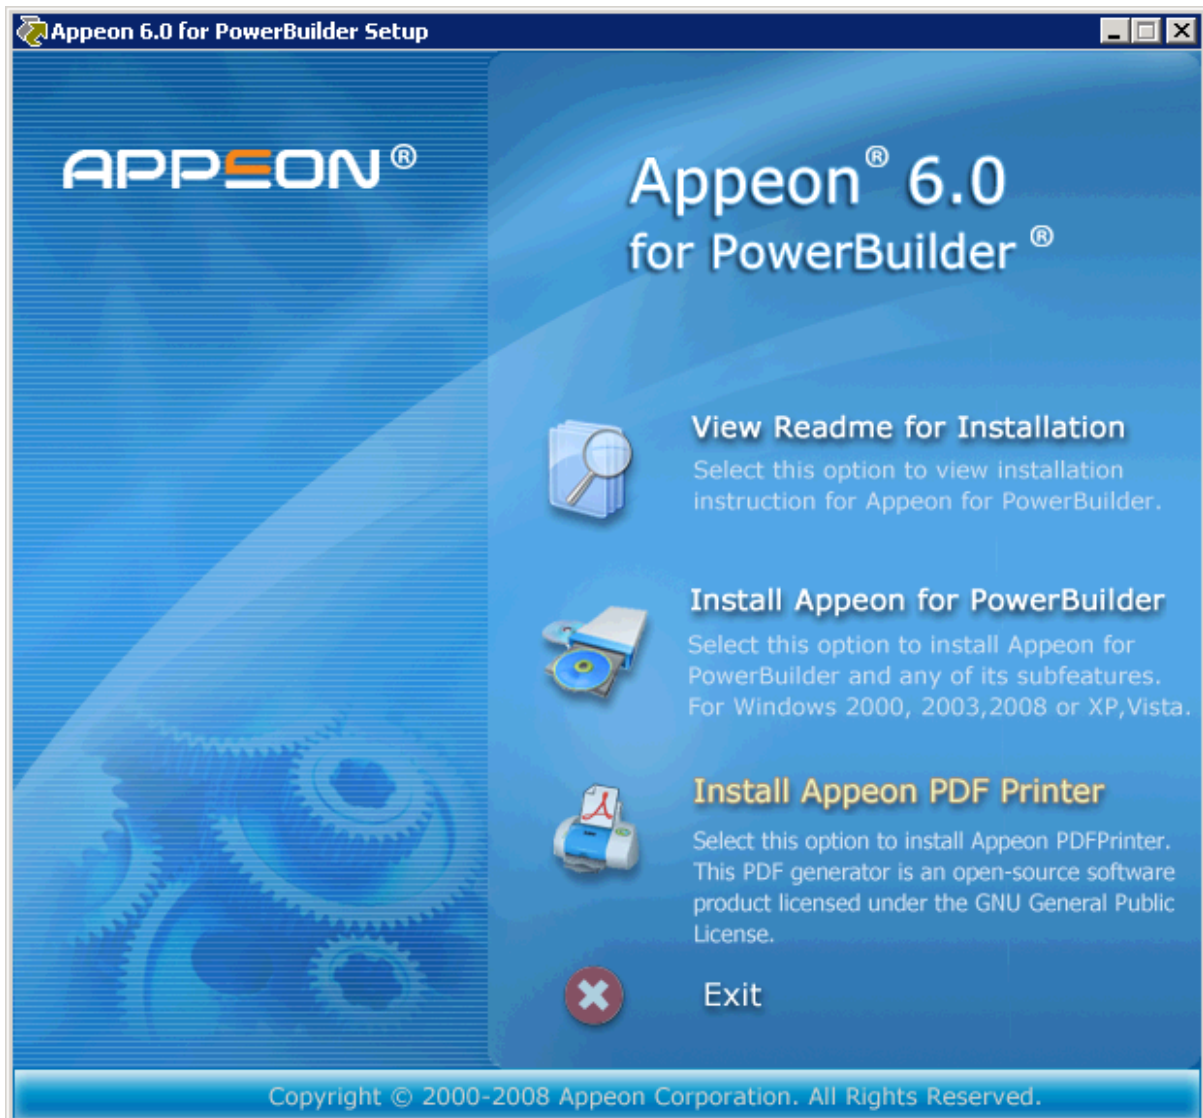 Appeon 6.0 for PowerBuilder Setup
APPEON®
Appeon® 6.0
for PowerBuilder ®
View Readme for Installation
Select this option to view installation
instruction for Appeon for PowerBuilder.
Install Appeon for PowerBuilder
Select this option to install Appeon for
PowerBuilder and any of its subfeatures.
For Windows 2000, 2003,2008 or XP,Vista.
Install Appeon PDF Printer
Select this option to install Appeon PDFPrinter.
This PDF generator is an open-source software
product licensed under the GNU General Public
License.
Exit
Copyright © 2000-2008 Appeon Corporation. All Rights Reserved.